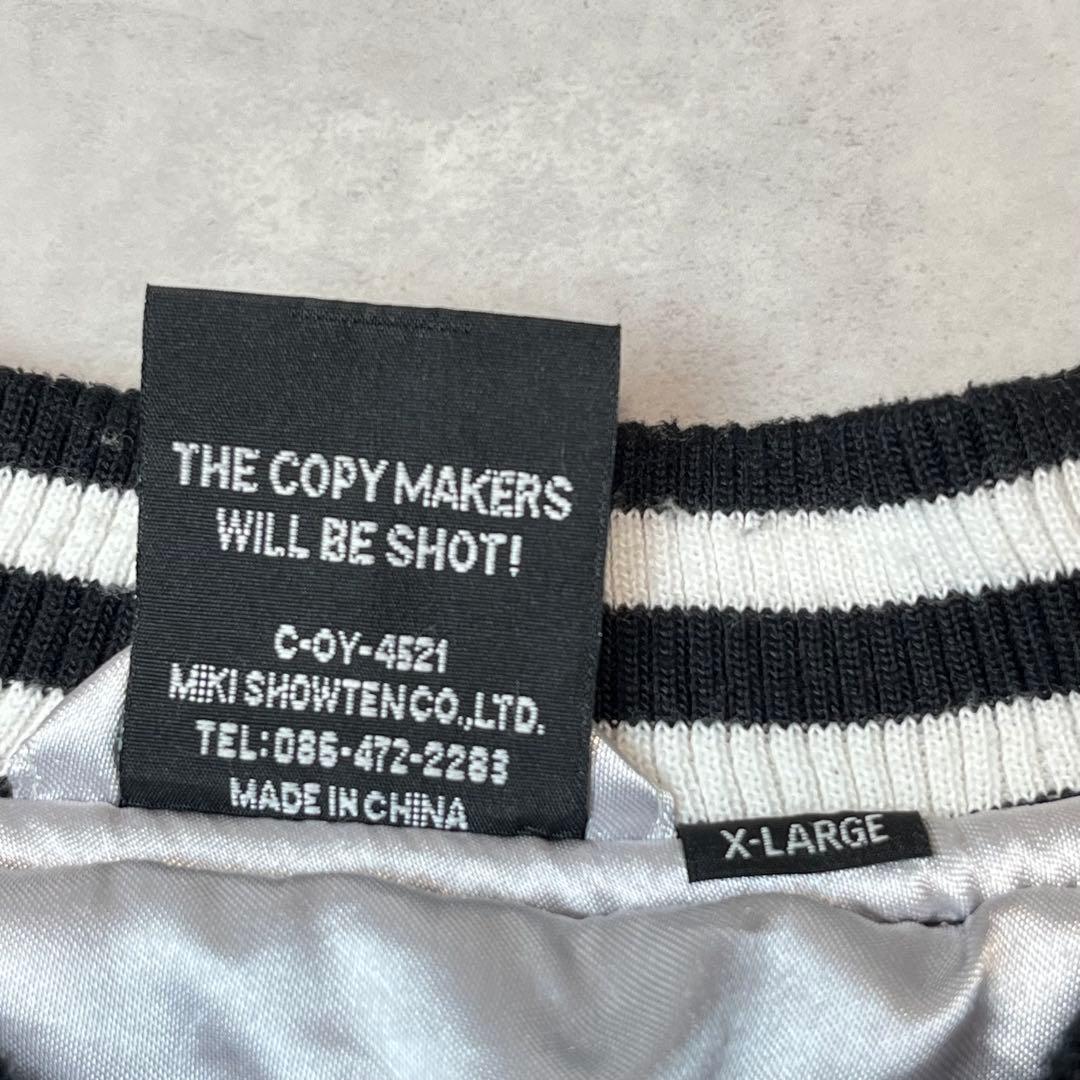 THE COPY MAKERS
WILL BE SHOT!
C-OY-4521
MIKI SHOWTEN CO.,LTD.
TEL:086-472-2283
MADE IN CHINA
X-LARGE